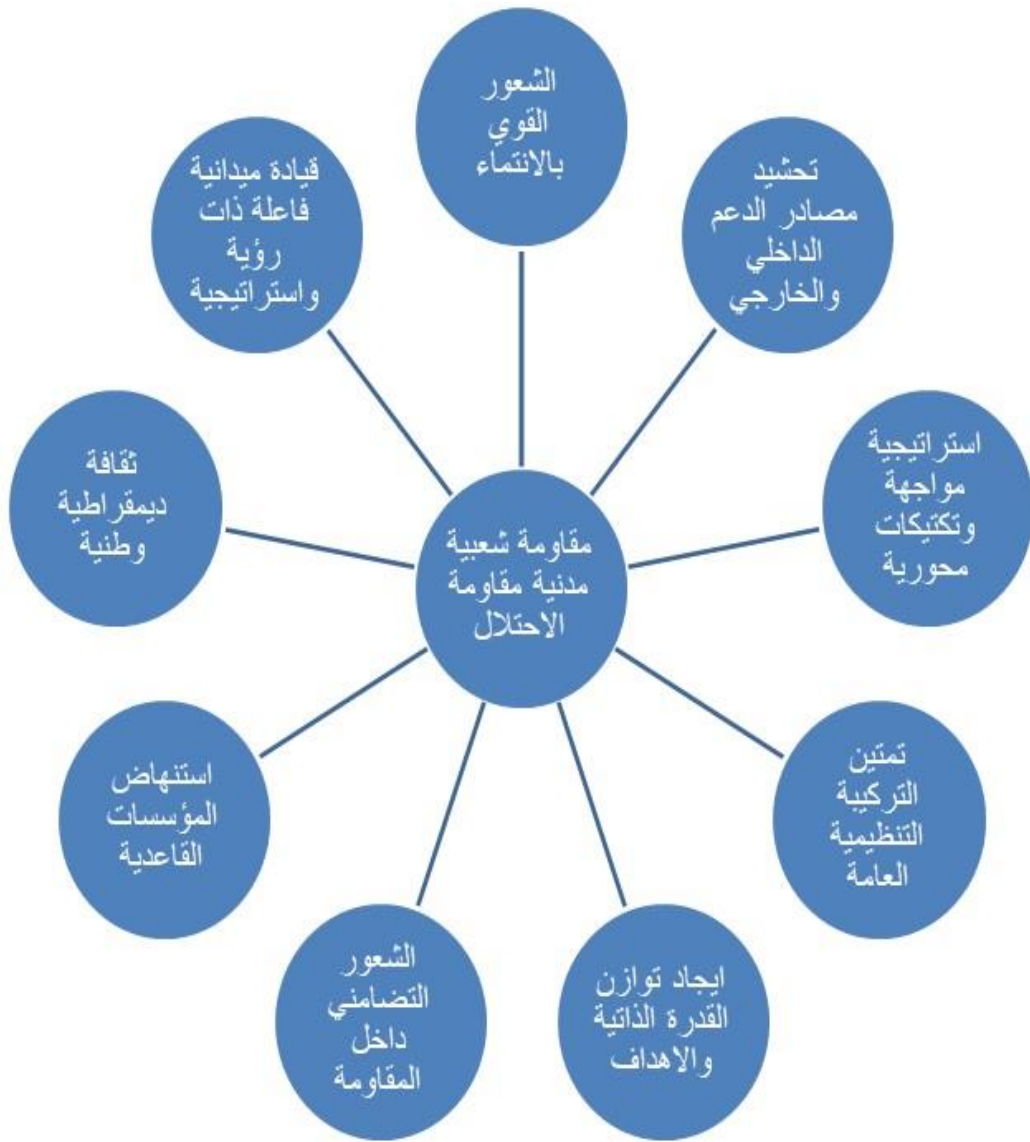 الشعور
القوي
بالانتماء
تحشيد
مصادر الدعم
الداخلي
والخارجي
استراتيجية
مواجهة
وتكتيكات
محورية
تمتين
التركيبة
التنظيمية
العامة
ايجاد توازن
القدرة الذاتية
والاهداف
الشعور
التضامني
داخل
المقاومة
استنهاض
المؤسسات
القاعدية
ثقافة
ديمقراطية
وطنية
قيادة ميدانية
فاعلة ذات
رؤية
واستراتيجية
مقاومة شعبية
مدنية مقاومة
الاحتلال